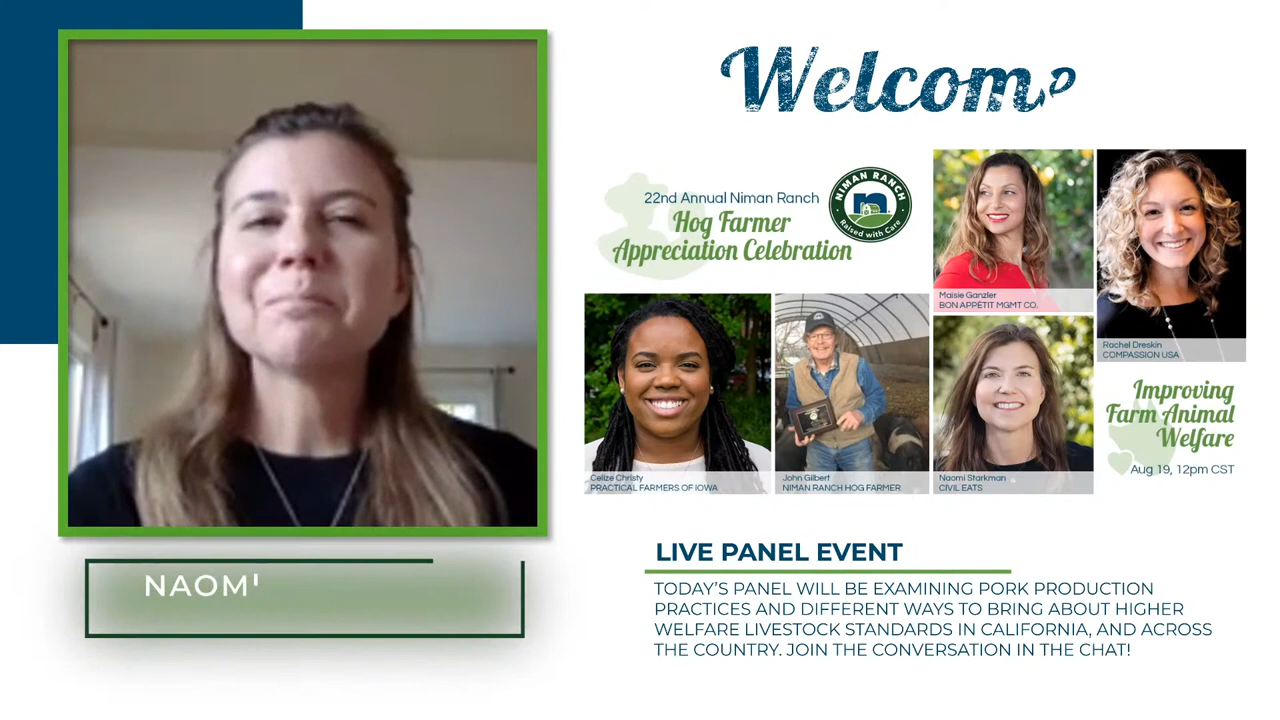 Welcome
22nd Annual Niman Ranch
Hog Farmer
Appreciation Celebration
NIMAN RANCH
n
Raised with Care
Maisie Ganzler
BON APPÉTIT MGMT CO.
Rachel Dreskin
COMPASSION USA
Celize Christy
PRACTICAL FARMERS OF IOWA
John Gilbert
NIMAN RANCH HOG FARMER
Naomi Starkman
CIVIL EATS
Improving
Farm Animal
Welfare
Aug 19, 12pm CST
NAOMI
LIVE PANEL EVENT
TODAY'S PANEL WILL BE EXAMINING PORK PRODUCTION
PRACTICES AND DIFFERENT WAYS TO BRING ABOUT HIGHER
WELFARE LIVESTOCK STANDARDS IN CALIFORNIA, AND ACROSS
THE COUNTRY. JOIN THE CONVERSATION IN THE CHAT!